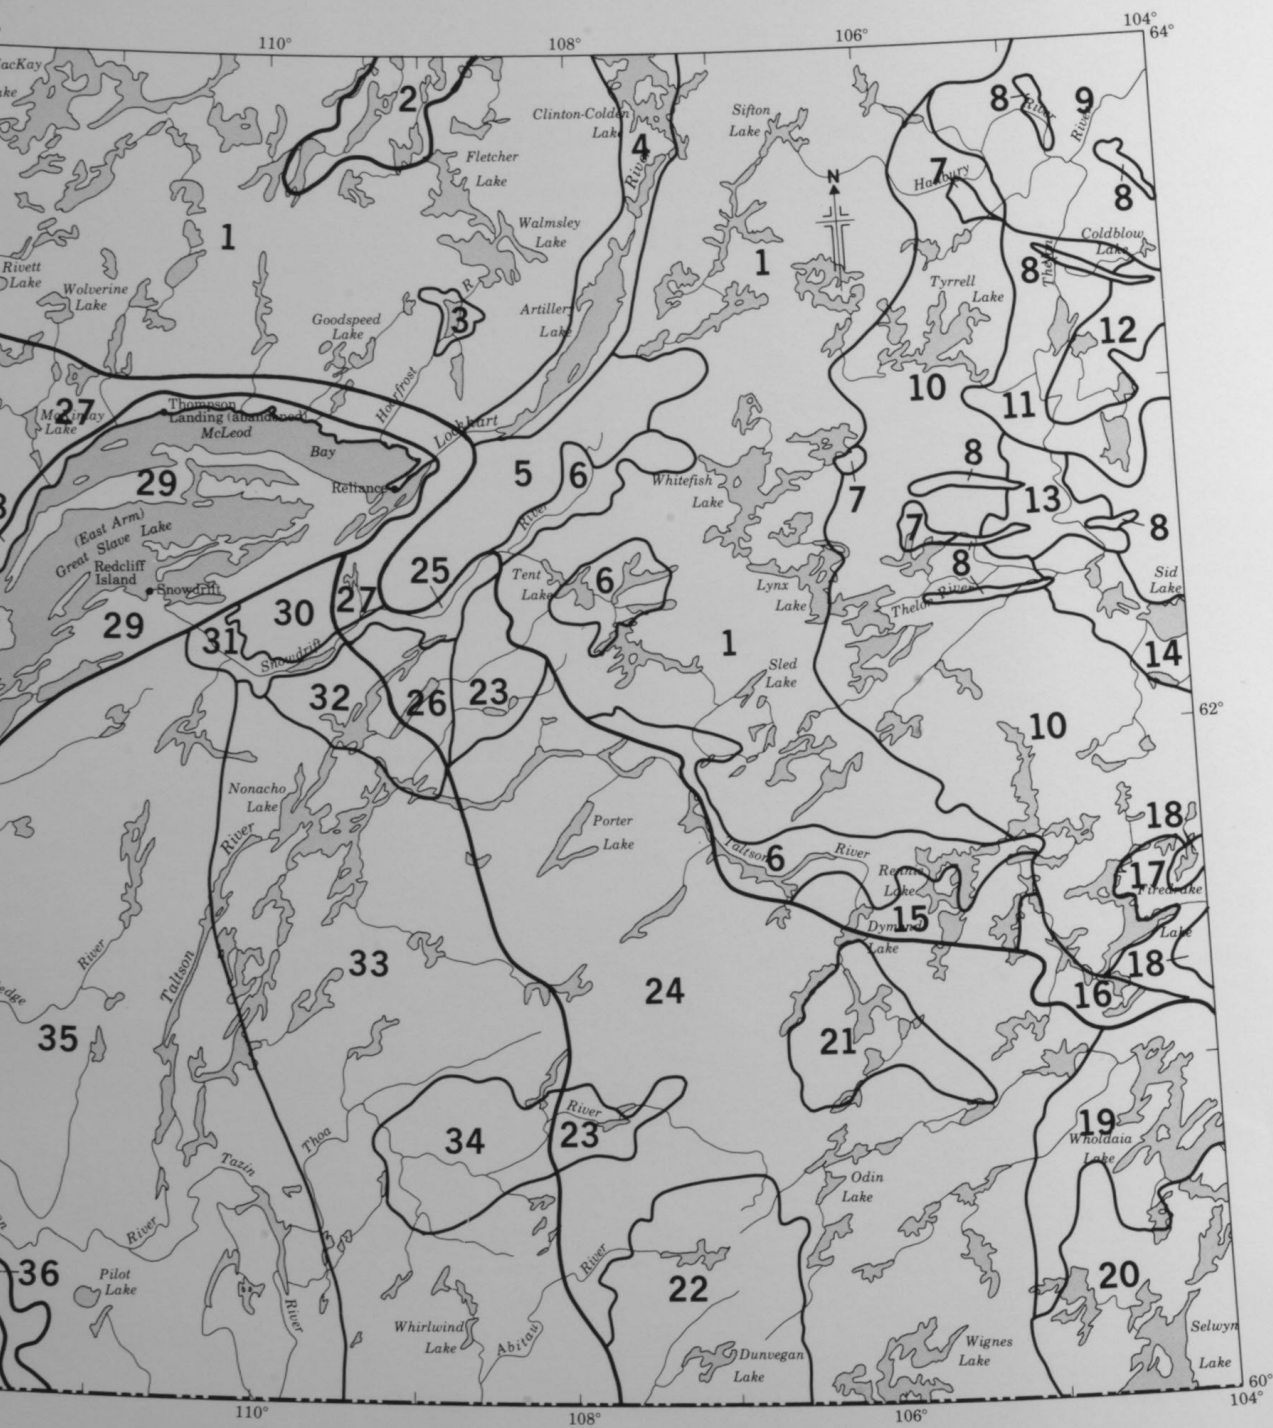 110°
108°
106°
104°
64°
2
8
9
River
River
Clinton-Colden
Lake
Sifton
Lake
4
River
Fletcher
Lake
N
7
Hanbury
8
Walmsley
Lake
1
1
Coldblow
Lake
8
Thelon
Rivett
Lake
Wolverine
Lake
R
Tyrrell
Lake
Goodspeed
Lake
3
Artillery
Lake
12
10
11
Hoarfrost
27
McKinlay
Lake
Thompson
Landing (abandoned)
McLeod
Bay
Lockhart
8
5
6
Whitefish
Lake
29
Reliance
7
13
7
8
River
(East Arm)
Great Slave Lake
Redcliff
Island
Snowdrift
25
Tent
Lake
6
8
Lynx
Lake
Thelon River
Sid
Lake
29
30
27
31
Snowdrift
1
14
Sled
Lake
32
26
23
62°
10
Nonacho
Lake
River
Porter
Lake
18
Taltson
6
River
17
Firedrake
Rennie
Lake
15
Dymond
Lake
Lake
18
River
Taltson
33
24
16
35
21
34
River
23
19
Wholdaia
Lake
Thoa
Tazin
Odin
Lake
River
River
36
Pilot
Lake
River
22
20
Whirlwind
Lake
Abitau
Dunvegan
Lake
Wignes
Lake
Selwyn
Lake
110°
108°
106°
60°
104°